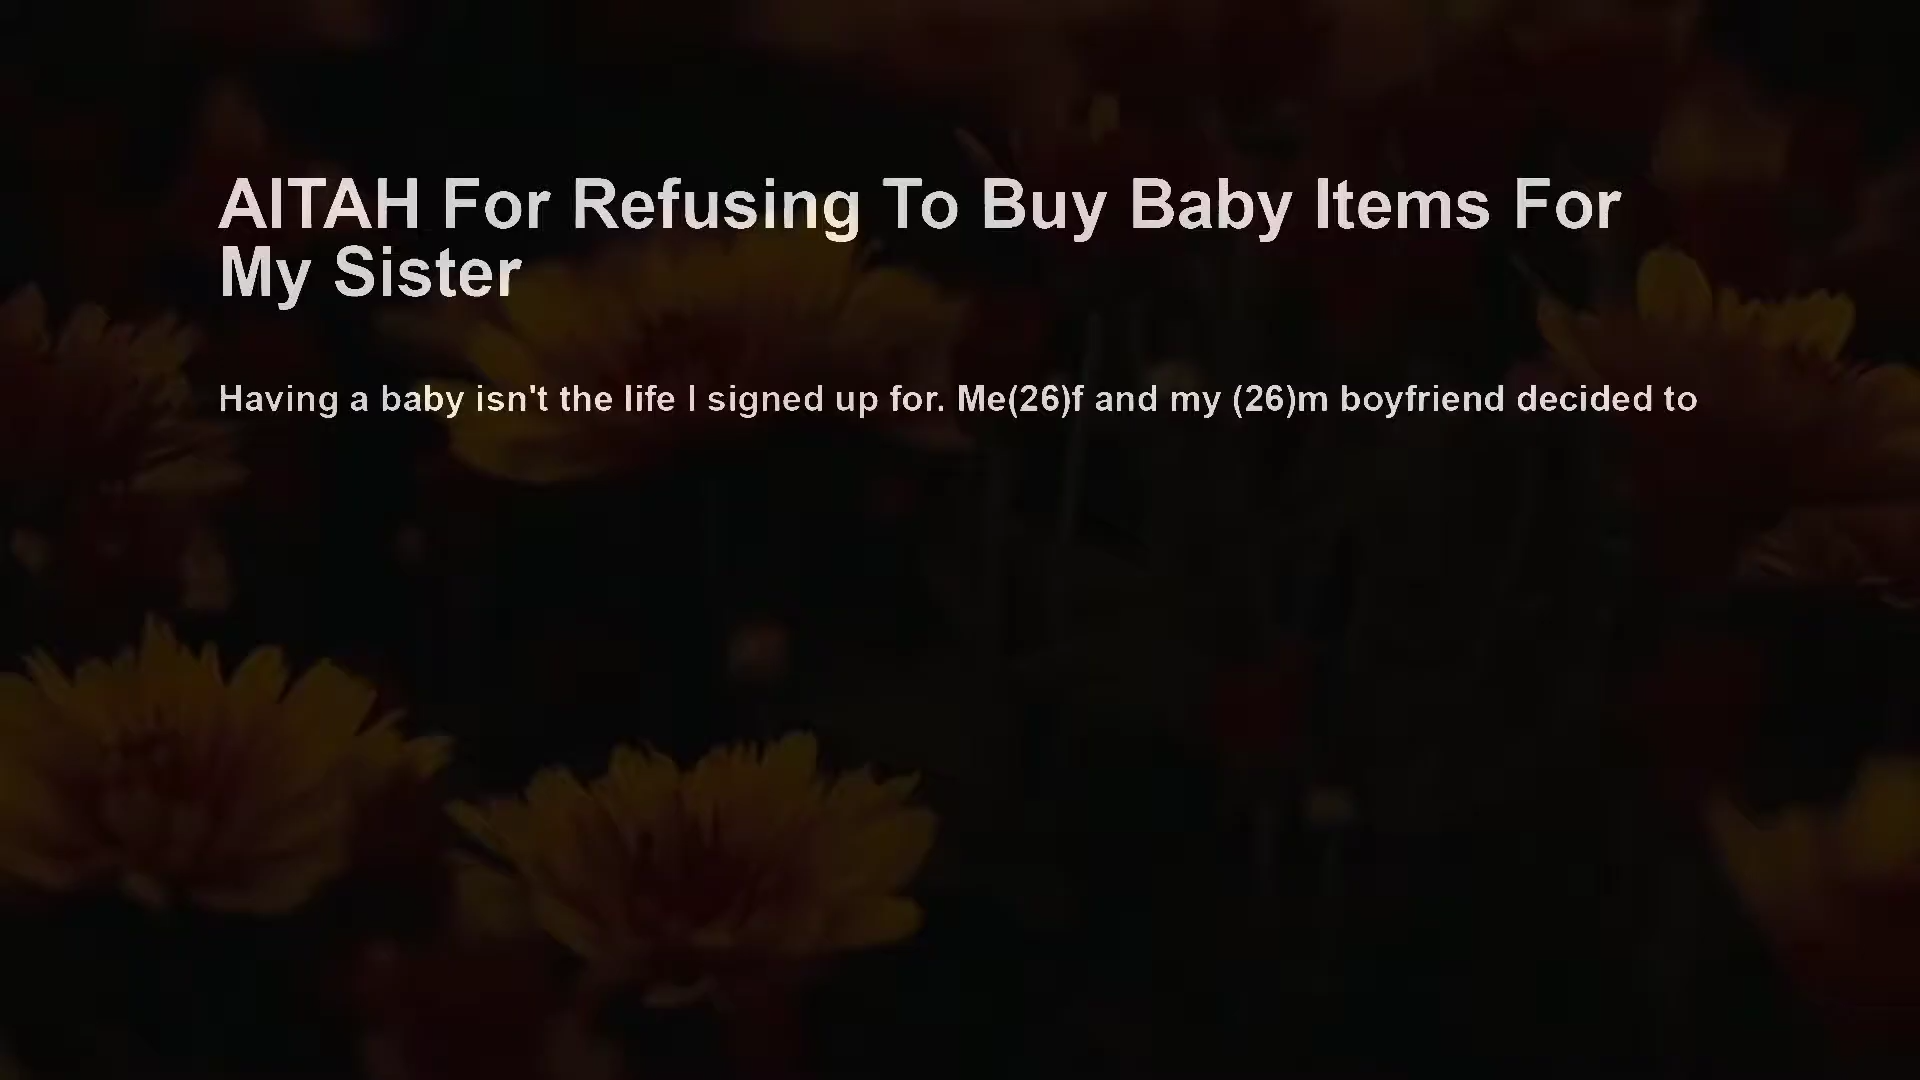 AITAH For Refusing To Buy Baby Items For
My Sister
Having a baby isn't the life I signed up for. Me(26)f and my (26)m boyfriend decided to